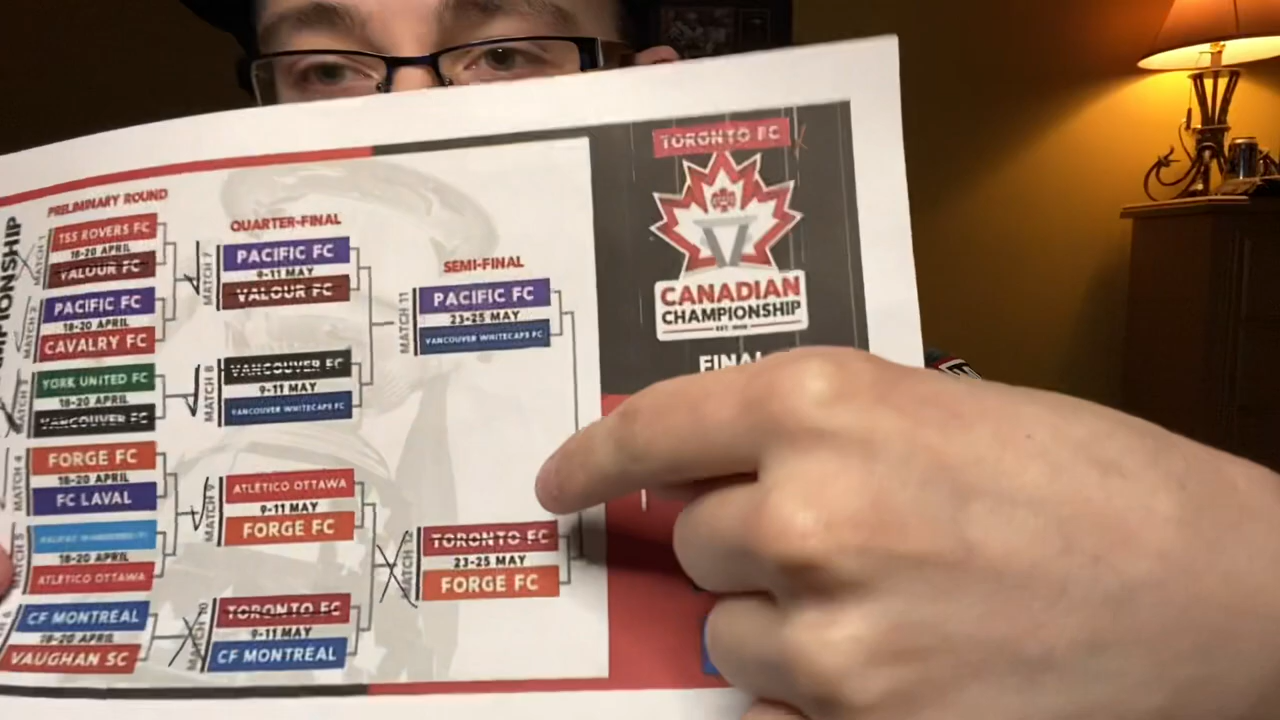 PRELIMINARY ROUND
MATCH 1
TSS ROVERS FC
18-20 APRIL
VALOUR FC
MATCH 2
PACIFIC FC
18-20 APRIL
CAVALRY FC
MATCH 3
YORK UNITED FC
18-20 APRIL
VANCOUVER FC
MATCH 4
FORGE FC
18-20 APRIL
FC LAVAL
MATCH 5
18-20 APRIL
ATLÉTICO OTTAWA
CF MONTRÉAL
18-20 APRIL
VAUGHAN SC
QUARTER-FINAL
MATCH 7
PACIFIC FC
9-11 MAY
VALOUR FC
MATCH 8
VANCOUVER FC
9-11 MAY
VANCOUVER WHITECAPS FC
MATCH 9
ATLÉTICO OTTAWA
9-11 MAY
FORGE FC
MATCH 10
TORONTO FC
9-11 MAY
CF MONTRÉAL
SEMI-FINAL
MATCH 11
PACIFIC FC
23-25 MAY
VANCOUVER WHITECAPS FC
MATCH 12
TORONTO FC
23-25 MAY
FORGE FC
TORONTO FC
CANADIAN
CHAMPIONSHIP
FINAL